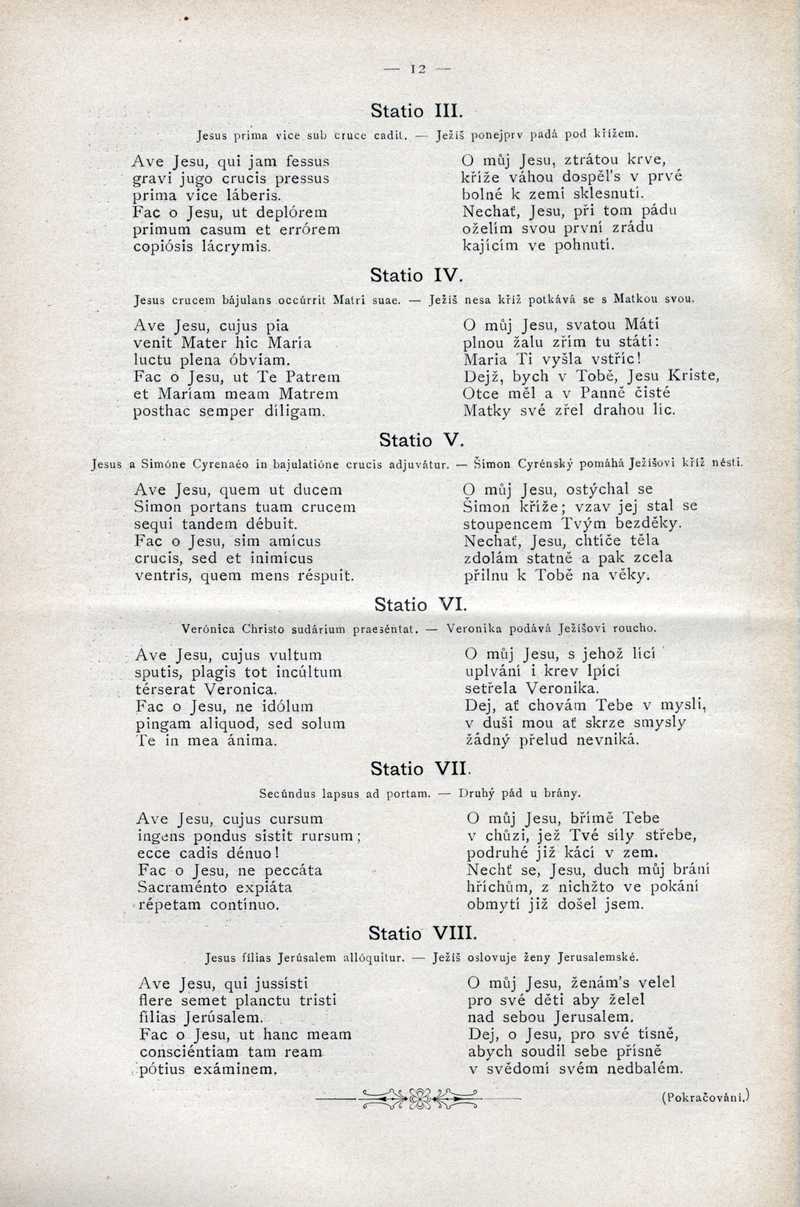 — 12 —
Statio III.
Jesus prima vice sub cruce cadit. — Ježíš ponejprv padá pod křížem.
Ave Jesu, qui jam fessus
gravi jugo crucis pressus
prima vice láberis.
Fac o Jesu, ut deplórem
primum casum et errórem
copiósis lácrymis.
O můj Jesu, ztrátou krve,
kříže váhou dospěl's v prvé
bolné k zemi sklesnutí.
Nechať, Jesu, při tom pádu
oželím svou první zrádu
kajícím ve pohnutí.
Statio IV.
Jesus crucem bájulans occúrrit Matri suae. — Ježíš nesa kříž potkává se s Matkou svou.
Ave Jesu, cujus pia
venit Mater hic Maria
luctu plena óbviam.
Fac o Jesu, ut Te Patrem
et Maríam meam Matrem
posthac semper díligam.
O můj Jesu, svatou Máti
plnou žalu zřím tu státi:
Maria Ti vyšla vstříc!
Dejž, bych v Tobě, Jesu Kriste,
Otce měl a v Panně čisté
Matky své zřel drahou líc.
Statio V.
Jesus a Simóne Cyrenaéo in bajulatióne crucis adjuvátur. — Šimon Cyrénský pomáhá Ježíšovi kříž nésti.
Ave Jesu, quem ut ducem
Simon portans tuam crucem
sequi tandem débuit.
Fac o Jesu, sim amícus
crucis, sed et inimícus
ventris, quem mens réspuit.
O můj Jesu, ostýchal se
Šimon kříže; vzav jej stal se
stoupencem Tvým bezděky.
Nechať, Jesu, chtíče těla
zdolám statně a pak zcela
přilnu k Tobě na věky.
Statio VI.
Verónica Christo sudárium praeséntat. — Veronika podává Ježíšovi roucho.
Ave Jesu, cujus vultum
sputis, plagis tot incúltum
térserat Veronica.
Fac o Jesu, ne idólum
pingam aliquod, sed solum
Te in mea ánima.
O můj Jesu, s jehož lící
uplvání i krev lpící
setřela Veronika.
Dej, ať chovám Tebe v mysli,
v duši mou ať skrze smysly
žádný přelud nevniká.
Statio VII.
Secúndus lapsus ad portam. — Druhý pád u brány.
Ave Jesu, cujus cursum
ingens pondus sistit rursum;
ecce cadis dénuo!
Fac o Jesu, ne peccáta
Sacraménto expiáta
répetam contínuo.
O můj Jesu, břímě Tebe
v chůzi, jež Tvé síly střebe,
podruhé již kácí v zem.
Nechť se, Jesu, duch můj brání
hříchům, z nichžto ve pokání
obmytí již došel jsem.
Statio VIII.
Jesus fílias Jerúsalem allóquitur. — Ježíš oslovuje ženy Jerusalemské.
Ave Jesu, qui jussísti
flere semet planctu tristi
fílias Jerúsalem.
Fac o Jesu, ut hanc meam
consciéntiam tam ream
pótius exáminem.
O můj Jesu, ženám's velel
pro své děti aby želel
nad sebou Jerusalem.
Dej, o Jesu, pro své tísně,
abych soudil sebe přísně
v svědomí svém nedbalém.
(Pokračování.)